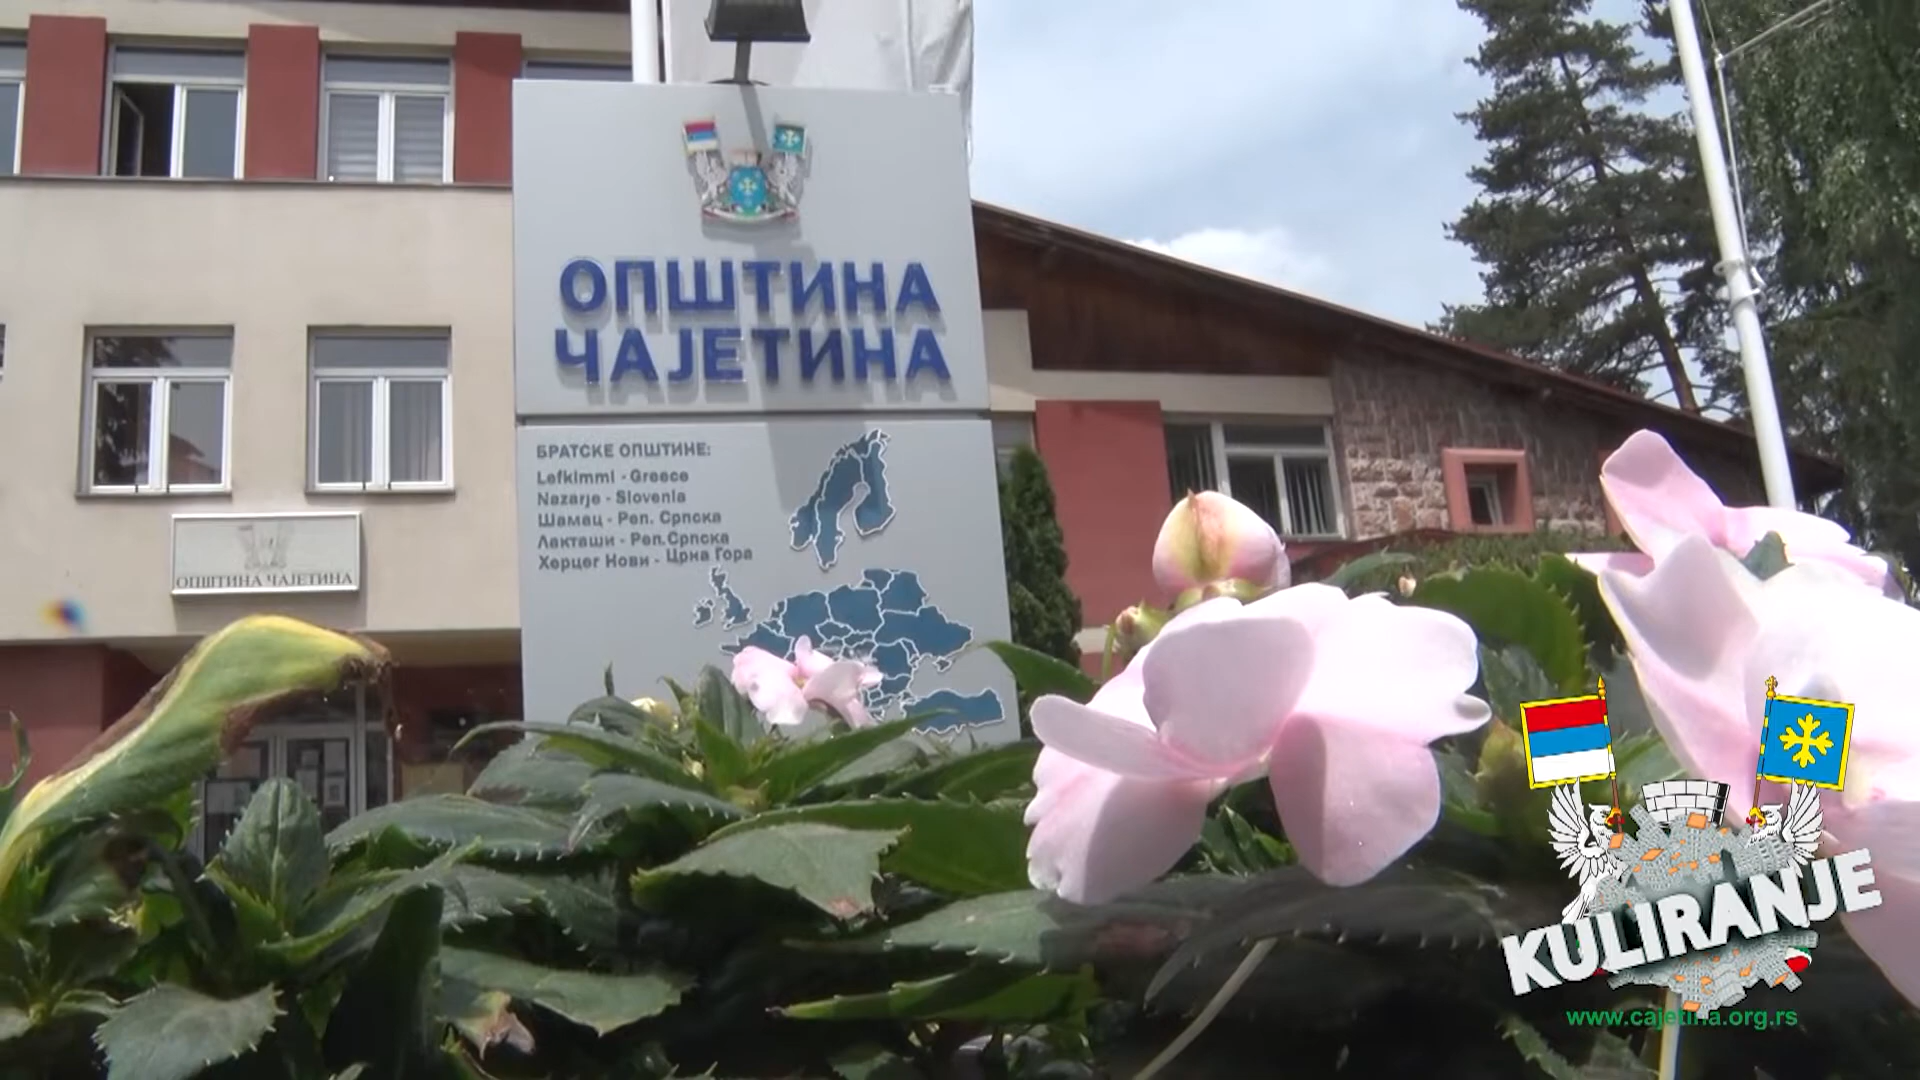 ОПШТИНА
ЧАЈЕТИНА
БРАТСКЕ ОПШТИНЕ:
Lefkimmi - Greece
Nazarje - Slovenia
Шамац - Реп. Српска
Лакташи - Реп.Српска
Херцег Нови - Црна Гора
ОПШТИНА ЧАЈЕТИНА
KULIRANJE
www.cajetina.org.rs